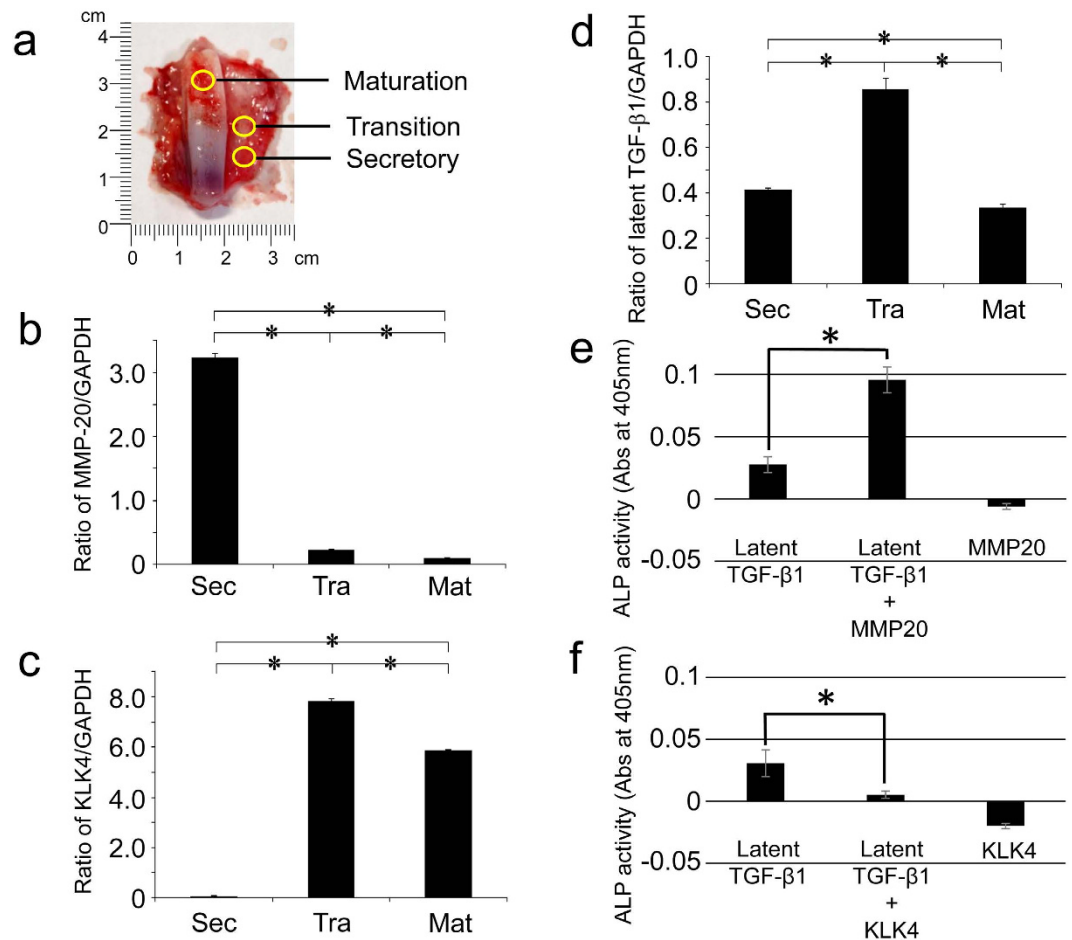 a
cm
4
3
2
1
0
0 1 2 3 cm
Maturation
Transition
Secretory
b
Ratio of MMP-20/GAPDH
* * *
3.0
2.0
1.0
0
Sec Tra Mat
c
Ratio of KLK4/GAPDH
* * *
8.0
6.0
4.0
2.0
0
Sec Tra Mat
d
Ratio of latent TGF-β1/GAPDH
* * *
1.0
0.8
0.6
0.4
0.2
0
Sec Tra Mat
e
ALP activity (Abs at 405nm)
*
0.1
0.05
0
-0.05
Latent
TGF-β1
Latent
TGF-β1
+
MMP20
MMP20
f
ALP activity (Abs at 405nm)
*
0.1
0.05
0
-0.05
Latent
TGF-β1
Latent
TGF-β1
+
KLK4
KLK4